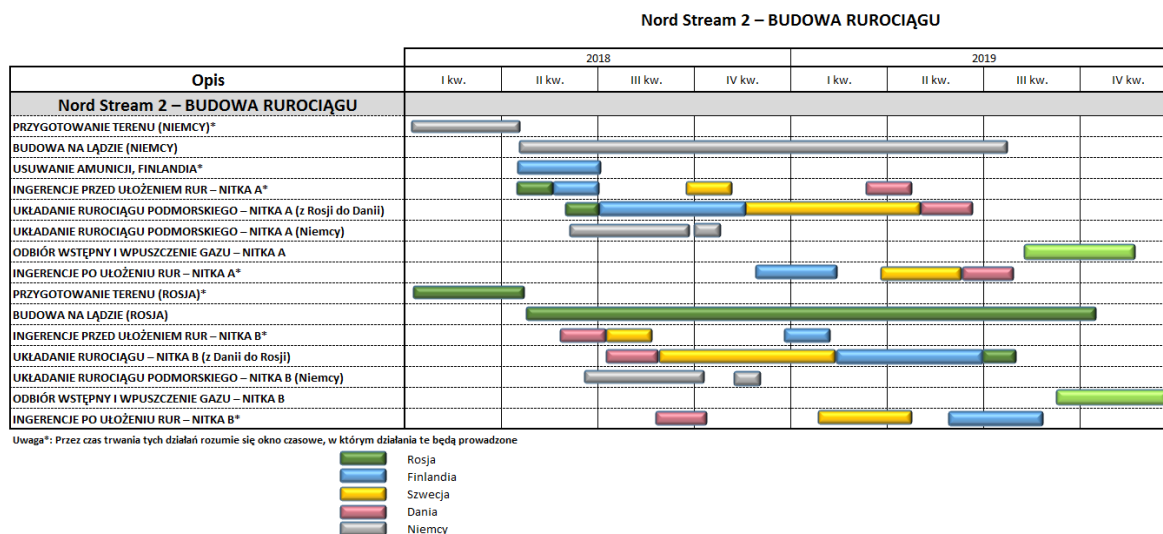 Nord Stream 2 – BUDOWA RUROCIĄGU
2018 2019
Opis I kw. II kw. III kw. IV kw. I kw. II kw. III kw. IV kw.
Nord Stream 2 – BUDOWA RUROCIĄGU
PRZYGOTOWANIE TERENU (NIEMCY)*
BUDOWA NA LĄDZIE (NIEMCY)
USUWANIE AMUNICJI, FINLANDIA*
INGERENCJE PRZED UŁOŻENIEM RUR – NITKA A*
UKŁADANIE RUROCIĄGU PODMORSKIEGO – NITKA A (z Rosji do Danii)
UKŁADANIE RUROCIĄGU PODMORSKIEGO – NITKA A (Niemcy)
ODBIÓR WSTĘPNY I WPUSZCZENIE GAZU – NITKA A
INGERENCJE PO UŁOŻENIU RUR – NITKA A*
PRZYGOTOWANIE TERENU (ROSJA)*
BUDOWA NA LĄDZIE (ROSJA)
INGERENCJE PRZED UŁOŻENIEM RUR – NITKA B*
UKŁADANIE RUROCIĄGU – NITKA B (z Danii do Rosji)
UKŁADANIE RUROCIĄGU PODMORSKIEGO – NITKA B (Niemcy)
ODBIÓR WSTĘPNY I WPUSZCZENIE GAZU – NITKA B
INGERENCJE PO UŁOŻENIU RUR – NITKA B*
Uwaga*: Przez czas trwania tych działań rozumie się okno czasowe, w którym działania te będą prowadzone
Rosja
Finlandia
Szwecja
Dania
Niemcy